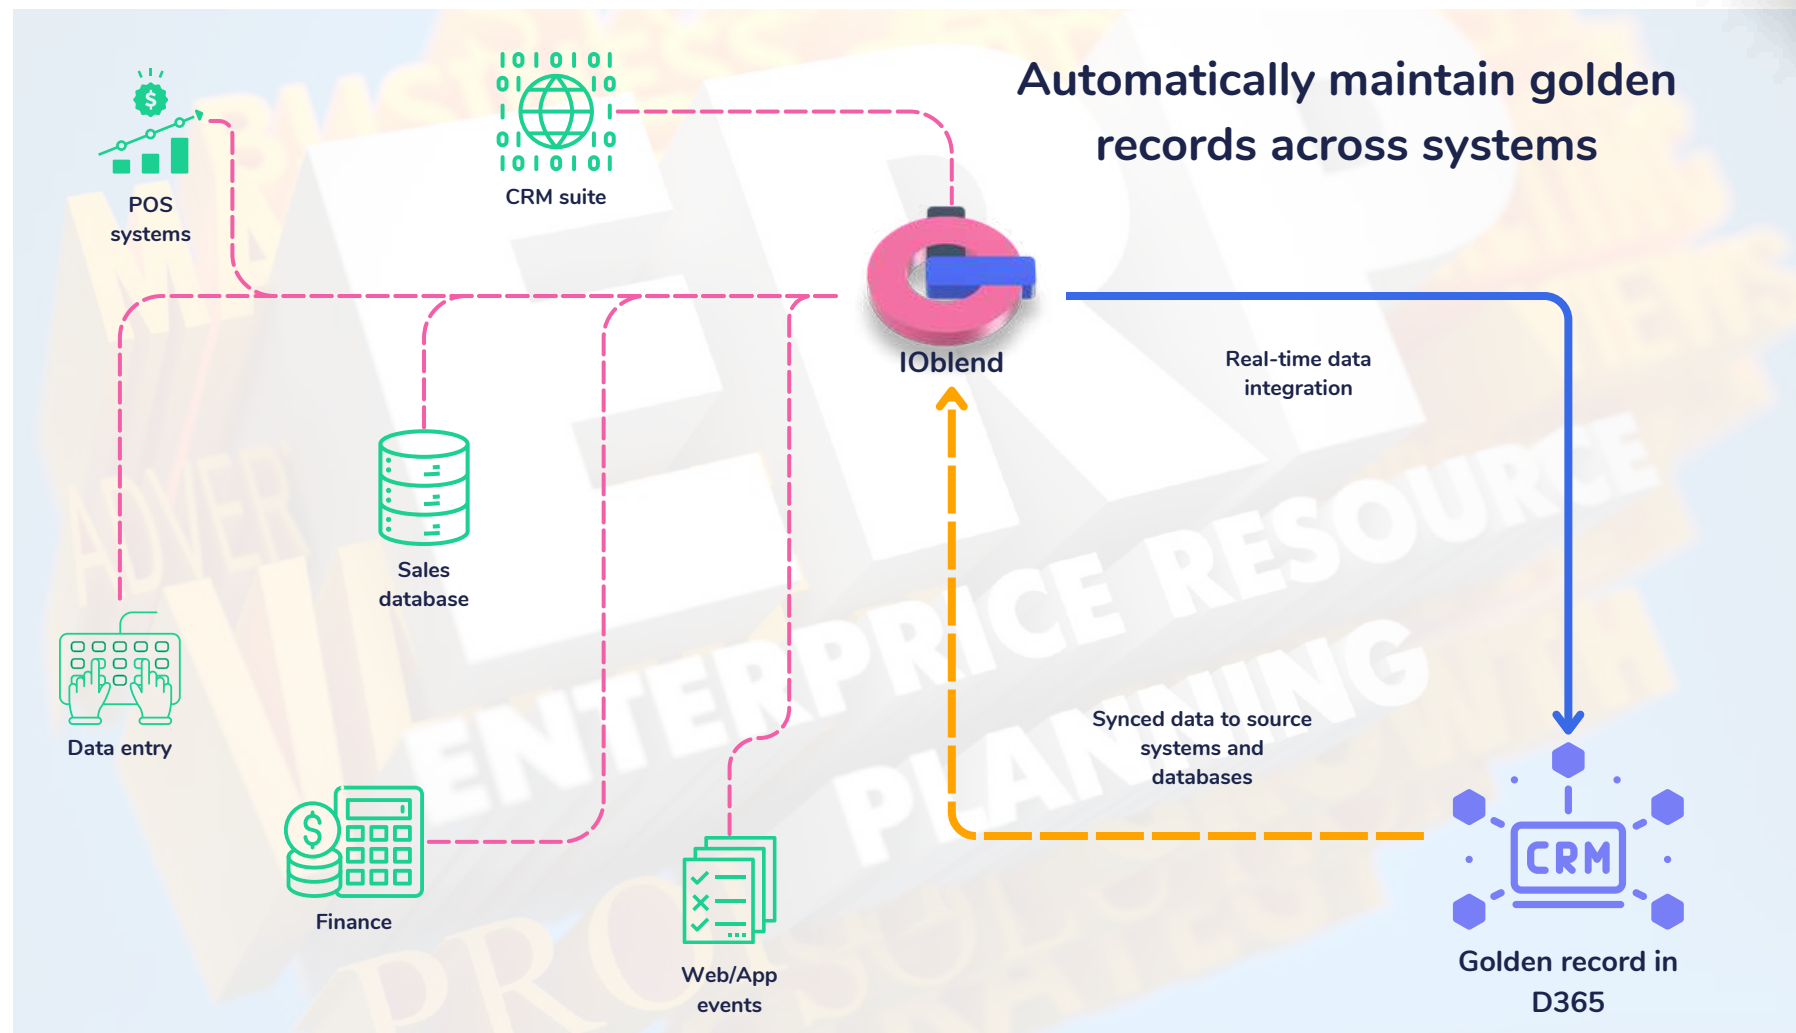 Automatically maintain golden
records across systems
POS
systems
CRM suite
IOblend
Real-time data
integration
Sales
database
Data entry
Synced data to source
systems and
databases
Finance
Web/App
events
CRM
Golden record in
D365
ERP
ENTERPRICE RESOURCE
PLANNING
ADVER